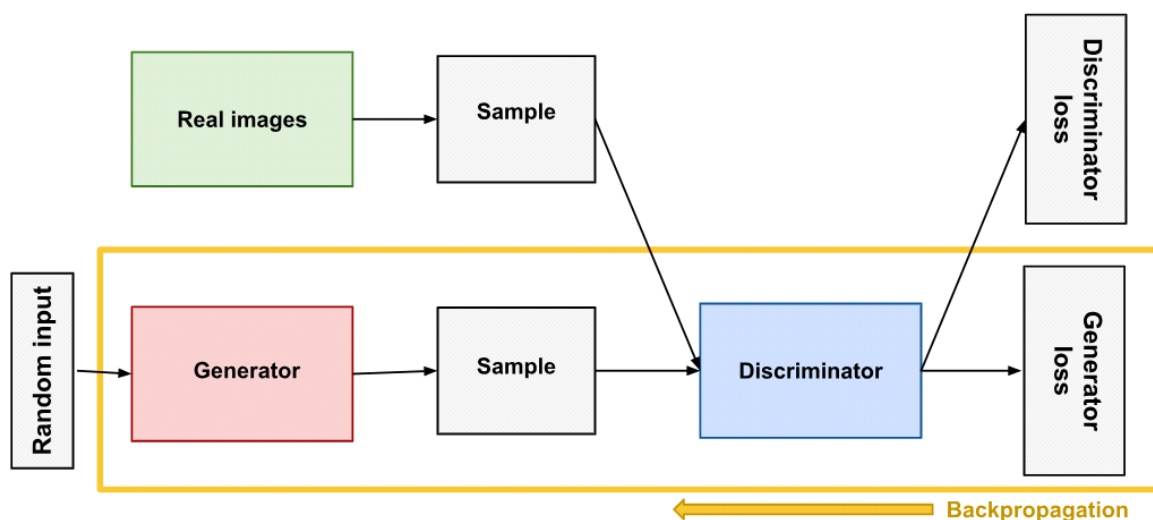 Real images
Sample
Discriminator
loss
Random input
Generator
Sample
Discriminator
Generator
loss
Backpropagation